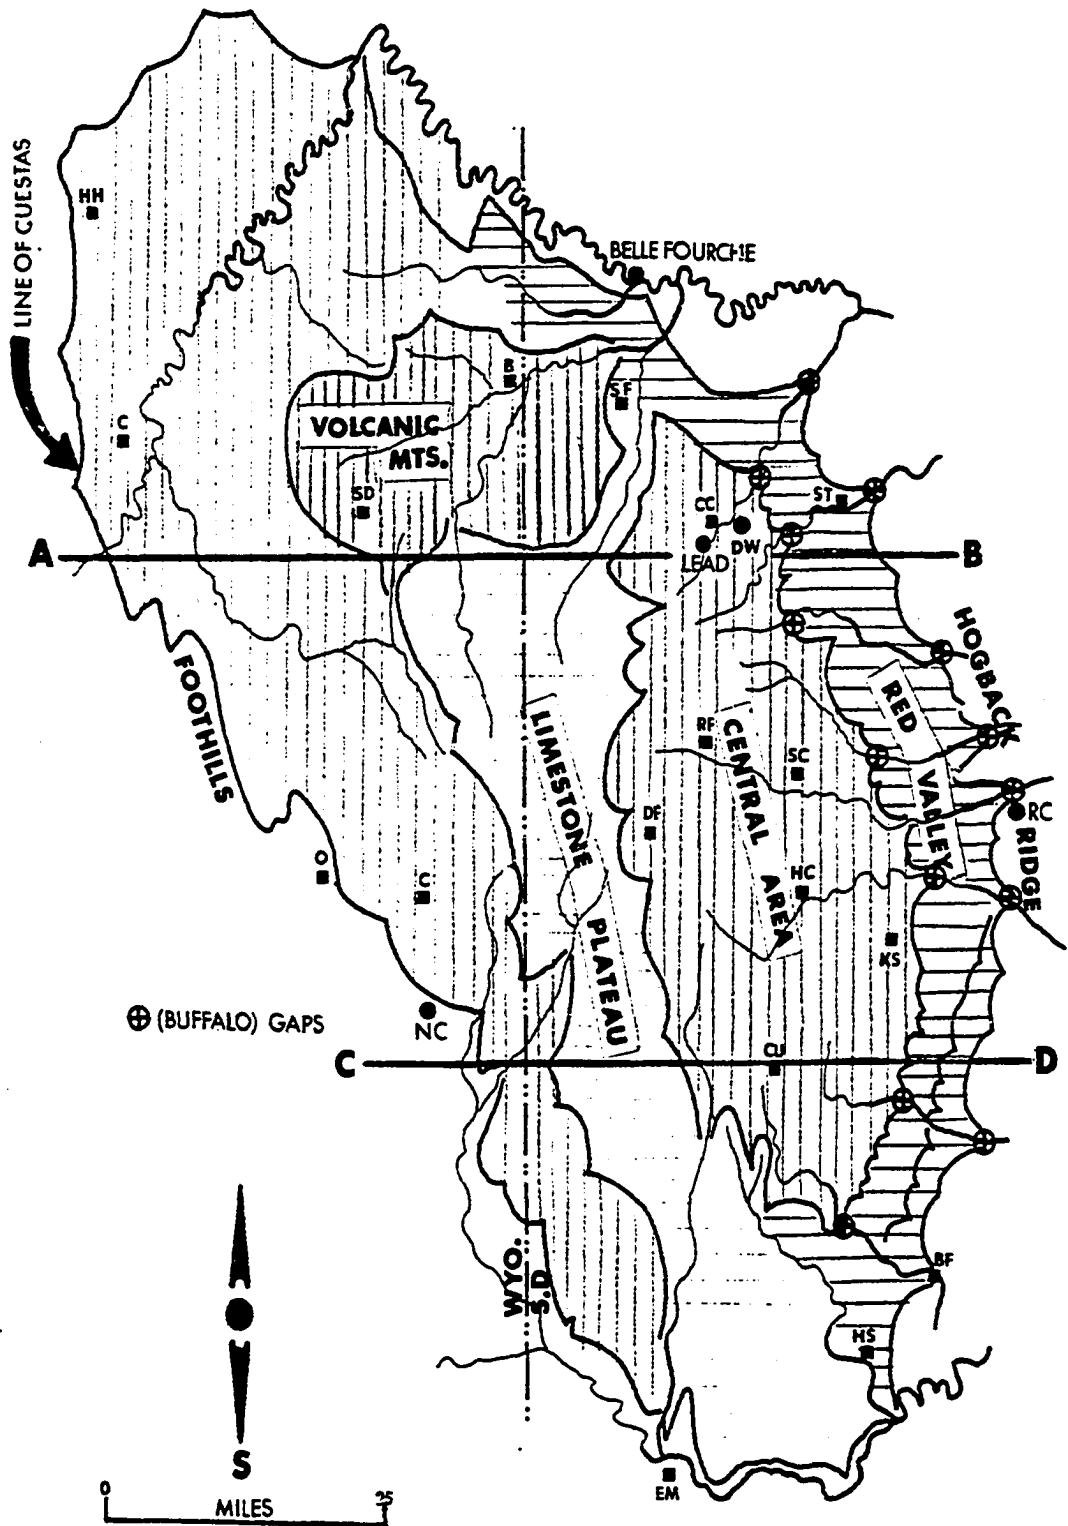 LINE OF CUESTAS
HH
BELLE FOURCHE
C
B
SF
VOLCANIC
MTS.
SD
CC
ST
DW
LEAD
A
B
FOOTHILLS
HOGBACK
RIDGE
RED
VALLEY
LIMESTONE
PLATEAU
CENTRAL
AREA
RF
SC
DF
RC
O
C
HC
KS
(BUFFALO) GAPS
NC
CU
C
D
WYO.
S.D.
BF
HS
S
EM
0
25
MILES